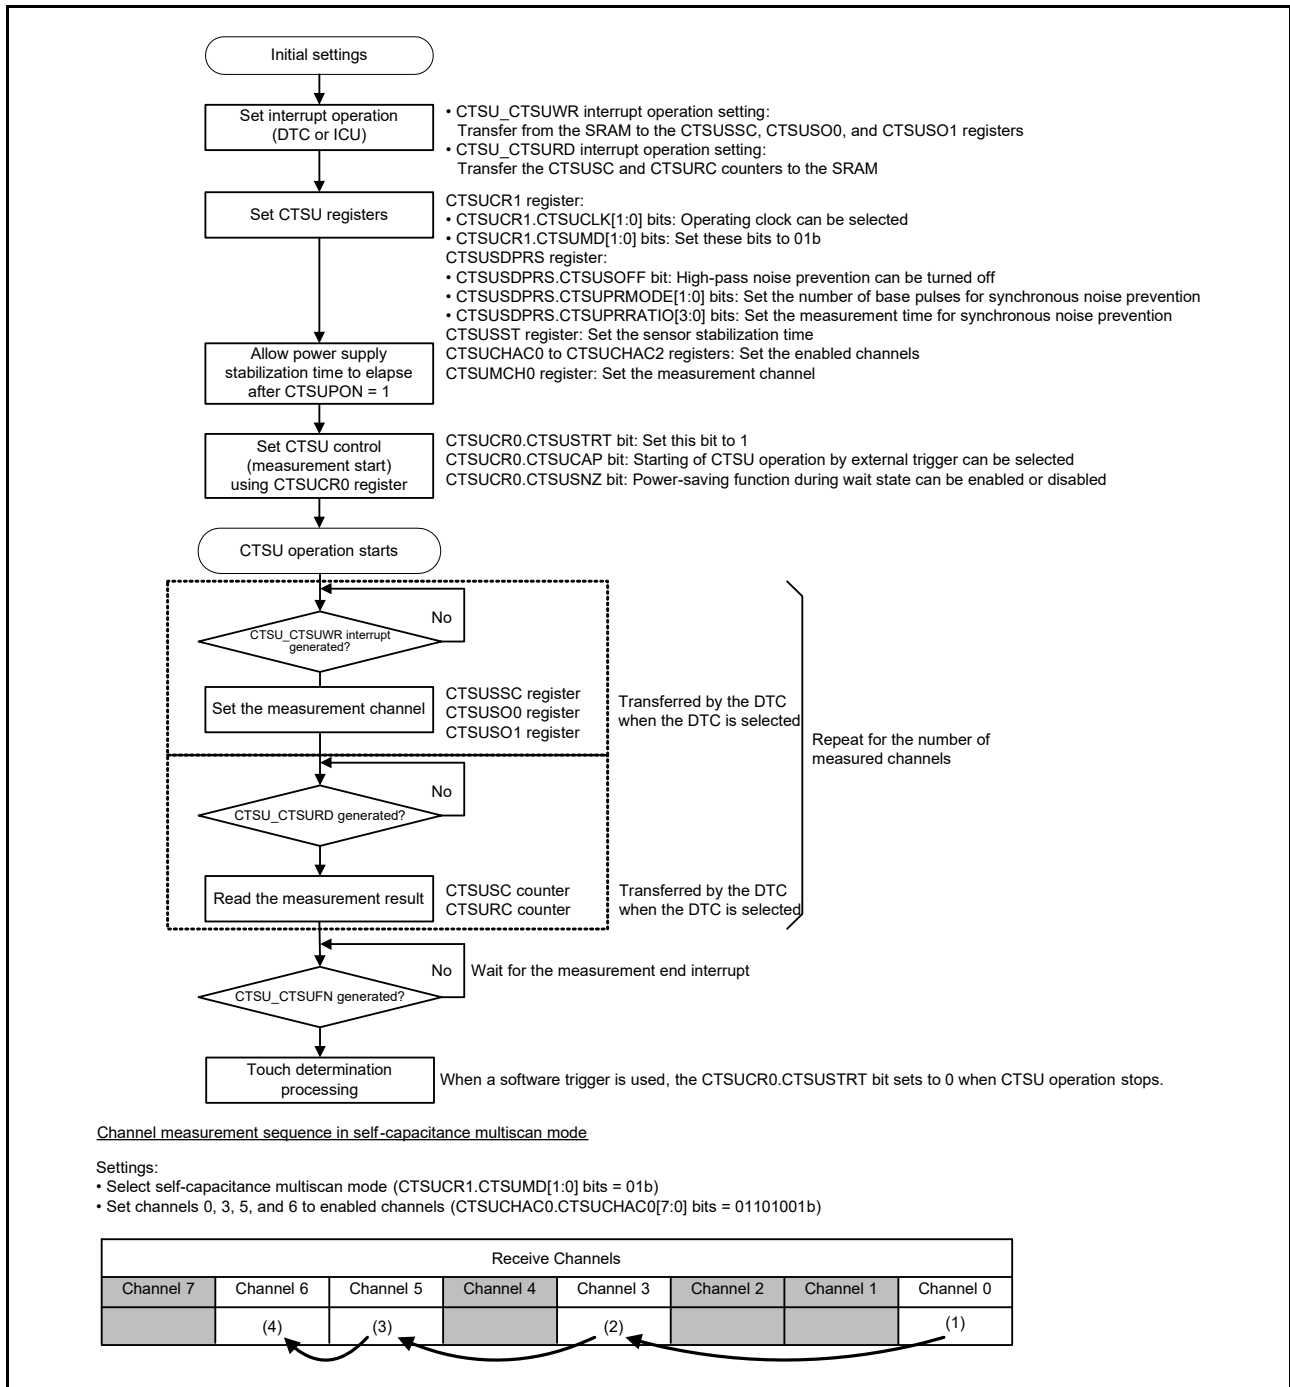 Initial settings
Set interrupt operation
(DTC or ICU)
• CTSU_CTSUWR interrupt operation setting:
Transfer from the SRAM to the CTSUSSC, CTSUSO0, and CTSUSO1 registers
• CTSU_CTSURD interrupt operation setting:
Transfer the CTSUSC and CTSURC counters to the SRAM
Set CTSU registers
CTSUCR1 register:
• CTSUCR1.CTSUCLK[1:0] bits: Operating clock can be selected
• CTSUCR1.CTSUMD[1:0] bits: Set these bits to 01b
CTSUSDPRS register:
• CTSUSDPRS.CTSUSOFF bit: High-pass noise prevention can be turned off
• CTSUSDPRS.CTSUPRMODE[1:0] bits: Set the number of base pulses for synchronous noise prevention
• CTSUSDPRS.CTSUPRRATIO[3:0] bits: Set the measurement time for synchronous noise prevention
CTSUSST register: Set the sensor stabilization time
CTSUCHAC0 to CTSUCHAC2 registers: Set the enabled channels
CTSUMCH0 register: Set the measurement channel
Allow power supply
stabilization time to elapse
after CTSUPON = 1
Set CTSU control
(measurement start)
using CTSUCR0 register
CTSUCR0.CTSUSTRT bit: Set this bit to 1
CTSUCR0.CTSUCAP bit: Starting of CTSU operation by external trigger can be selected
CTSUCR0.CTSUSNZ bit: Power-saving function during wait state can be enabled or disabled
CTSU operation starts
No
CTSU_CTSUWR interrupt
generated?
Set the measurement channel
CTSUSSC register
CTSUSO0 register
CTSUSO1 register
Transferred by the DTC
when the DTC is selected
Repeat for the number of
measured channels
No
CTSU_CTSURD generated?
Read the measurement result
CTSUSC counter
CTSURC counter
Transferred by the DTC
when the DTC is selected
No
Wait for the measurement end interrupt
CTSU_CTSUFN generated?
Touch determination
processing
When a software trigger is used, the CTSUCR0.CTSUSTRT bit sets to 0 when CTSU operation stops.
Channel measurement sequence in self-capacitance multiscan mode
Settings:
• Select self-capacitance multiscan mode (CTSUCR1.CTSUMD[1:0] bits = 01b)
• Set channels 0, 3, 5, and 6 to enabled channels (CTSUCHAC0.CTSUCHAC0[7:0] bits = 01101001b)
Receive Channels
Channel 7 Channel 6 Channel 5 Channel 4 Channel 3 Channel 2 Channel 1 Channel 0
(4) (3) (2) (1)